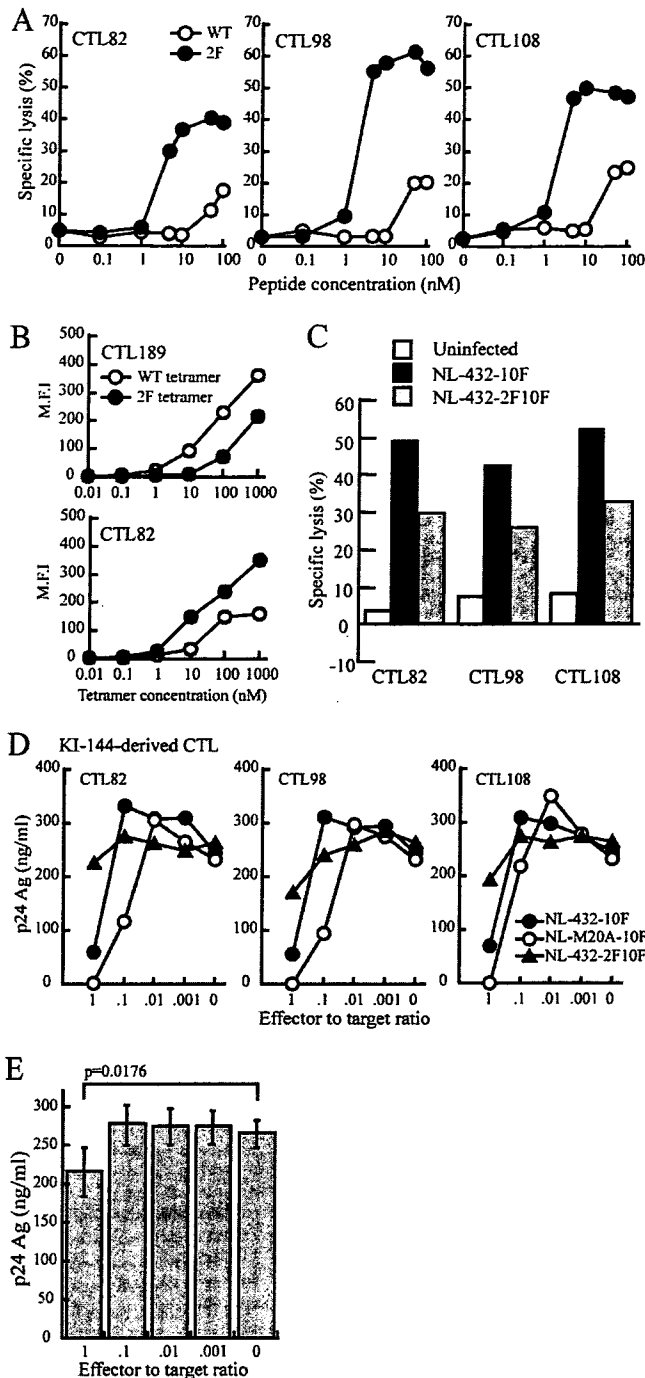 A
CTL82
WT
2F
CTL98
CTL108
70
60
50
40
30
20
10
0
70
60
50
40
30
20
10
0
70
60
50
40
30
20
10
0
Specific lysis (%)
0 0.1 1 10 100
0 0.1 1 10 100
0 0.1 1 10 100
Peptide concentration (nM)
B
CTL189
WT tetramer
2F tetramer
500
400
300
200
100
0
M.F.I
0.01 0.1 1 10 100 1000
CTL82
500
400
300
200
100
0
M.F.I
0.01 0.1 1 10 100 1000
Tetramer concentration (nM)
C
Uninfected
NL-432-10F
NL-432-2F10F
60
50
40
30
20
10
0
-10
Specific lysis (%)
CTL82 CTL98 CTL108
D
KI-144-derived CTL
CTL82
CTL98
CTL108
400
300
200
100
0
400
300
200
100
0
400
300
200
100
0
p24 Ag (ng/ml)
NL-432-10F
NL-M20A-10F
NL-432-2F10F
1 .1 .01 .001 0
1 .1 .01 .001 0
1 .1 .01 .001 0
Effector to target ratio
E
p=0.0176
300
250
200
150
100
50
0
p24 Ag (ng/ml)
1 .1 .01 .001 0
Effector to target ratio